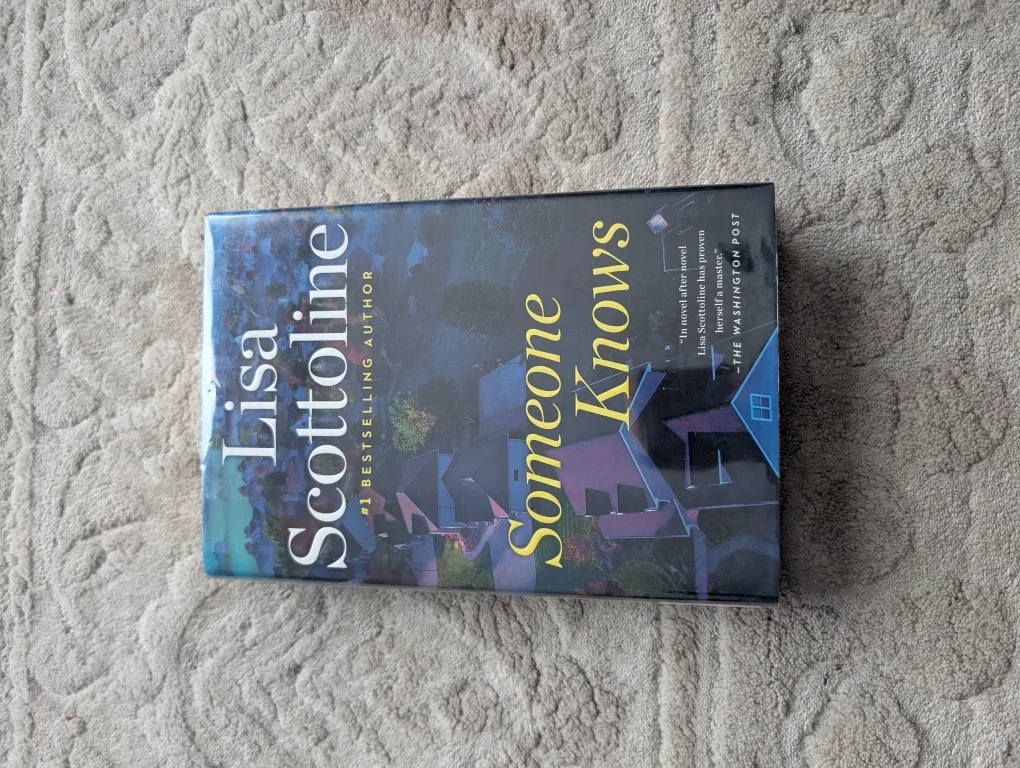 Lisa
Scottoline
#1 BESTSELLING AUTHOR
Someone
Knows
“In novel after novel
Lisa Scottoline has proven
herself a master.”
—THE WASHINGTON POST